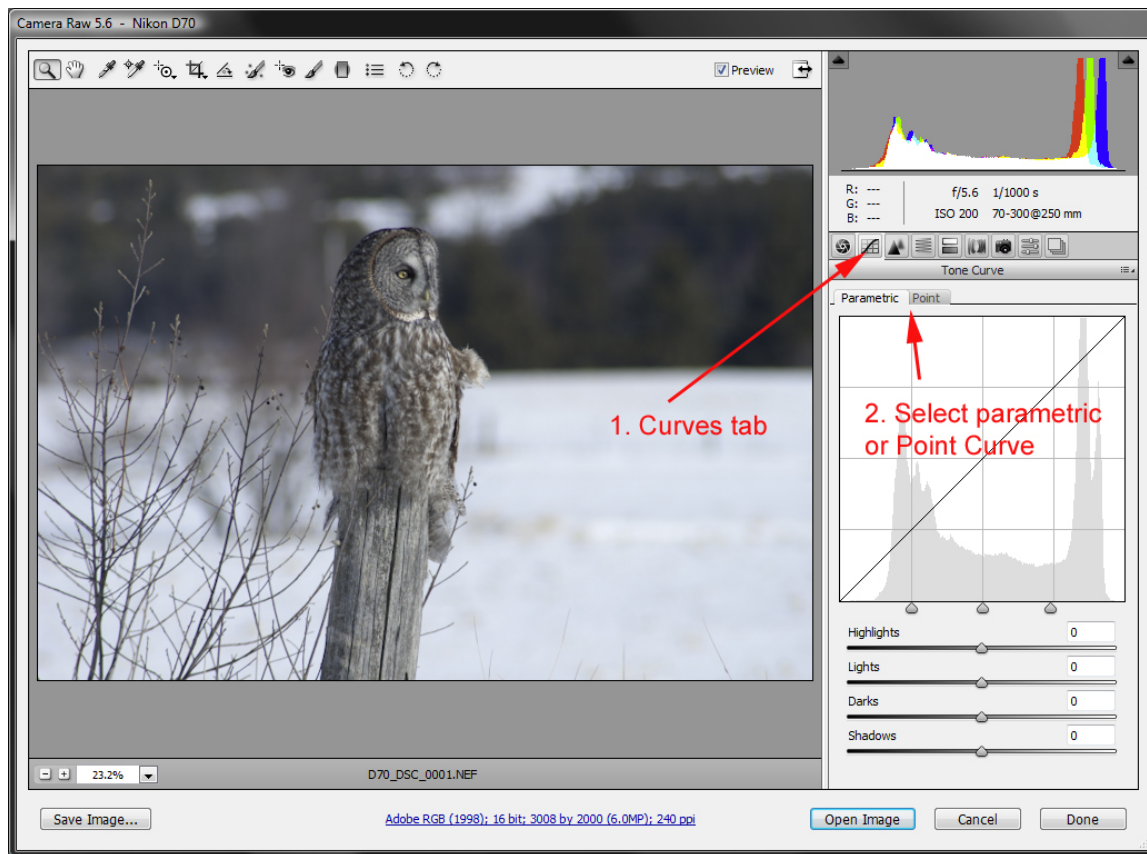 Camera Raw 5.6 - Nikon D70
Preview
R: ---
G: ---
B: ---
f/5.6 1/1000 s
ISO 200 70-300@250 mm
Tone Curve
Parametric Point
1. Curves tab
2. Select parametric
or Point Curve
Highlights 0
Lights 0
Darks 0
Shadows 0
23.2%
D70_DSC_0001.NEF
Save Image...
Adobe RGB (1998); 16 bit; 3008 by 2000 (6.0MP); 240 ppi
Open Image
Cancel
Done